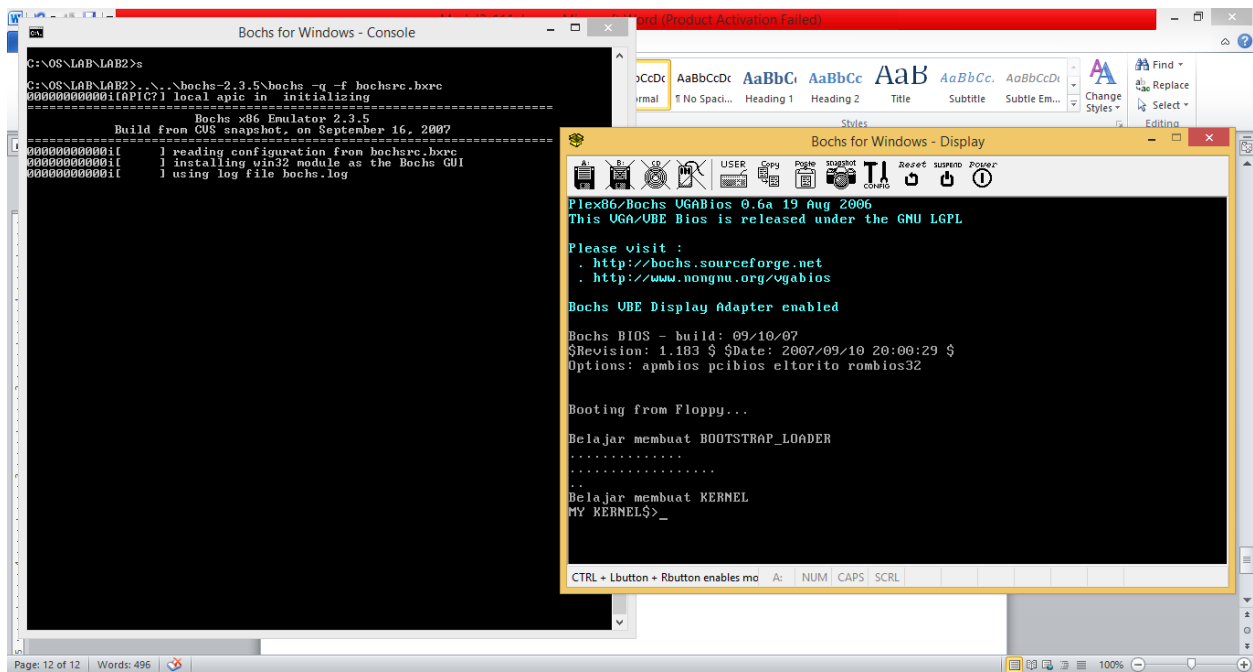 ord (Product Activation Failed)
Bochs for Windows - Console
C:\OS\LAB\LAB2>s
C:\OS\LAB\LAB2>..\..\bochs-2.3.5\bochs -q -f bochsrc.bxrc
00000000000i[APIC?] local apic in  initializing
========================================================================
Bochs x86 Emulator 2.3.5
Build from CVS snapshot, on September 16, 2007
========================================================================
00000000000i[     ] reading configuration from bochsrc.bxrc
00000000000i[     ] installing win32 module as the Bochs GUI
00000000000i[     ] using log file bochs.log
AaBbCcDc AaBbCc AaBbCc AaB AaBbCc. AaBbCcDc
¶ No Spaci... Heading 1 Heading 2 Title Subtitle Subtle Em...
Styles
Change
Styles
Find
Replace
Select
Editing
Bochs for Windows - Display
A: B: CD USER Copy Paste snapshot CONFIG Reset SUSPEND Power
Plex86/Bochs VGABios 0.6a 19 Aug 2006
This VGA/VBE Bios is released under the GNU LGPL
Please visit :
. http://bochs.sourceforge.net
. http://www.nongnu.org/vgabios
Bochs VBE Display Adapter enabled
Bochs BIOS - build: 09/10/07
$Revision: 1.183 $ $Date: 2007/09/10 20:00:29 $
Options: apmbios pcibios eltorito rombios32
Booting from Floppy...
Belajar membuat BOOTSTRAP_LOADER
..............
..................
..
Belajar membuat KERNEL
MY KERNEL$>_
CTRL + Lbutton + Rbutton enables mo A: NUM CAPS SCRL
Page: 12 of 12 Words: 496 100%